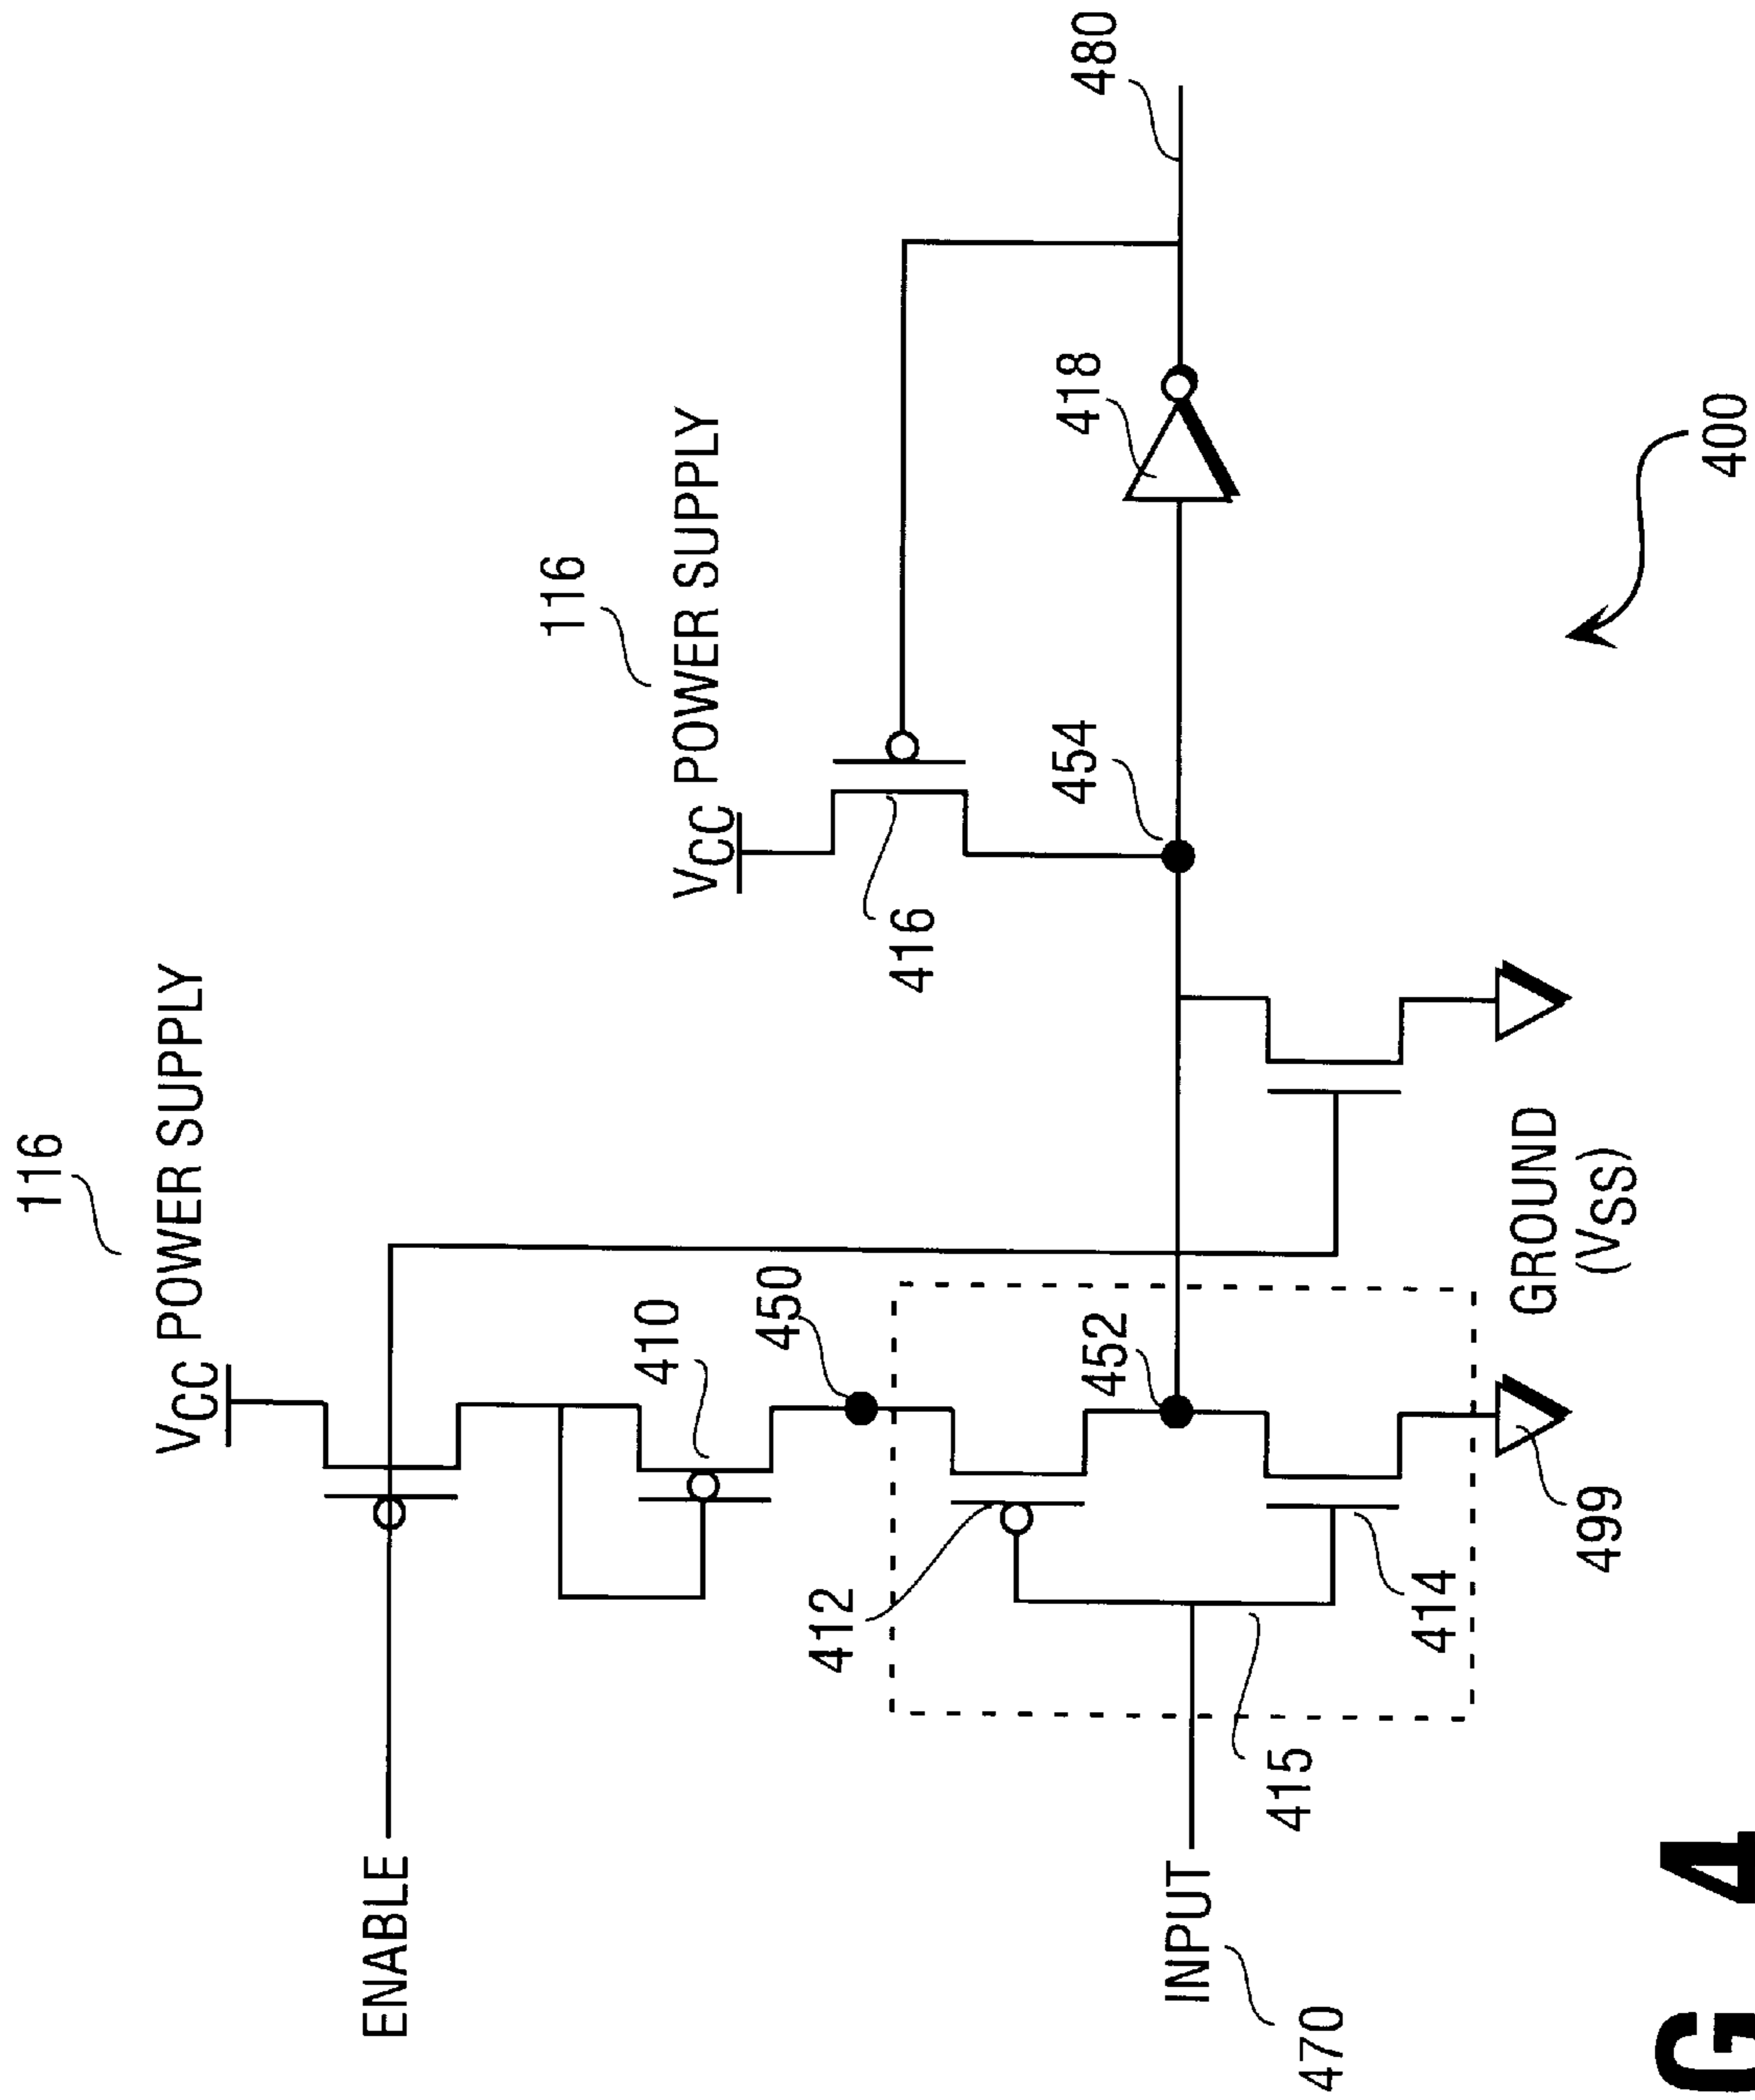 116
VCC POWER SUPPLY
ENABLE
410
450
116
VCC POWER SUPPLY
416
412
452
454
418
480
INPUT
470
415
414
499
GROUND
(VSS)
400
G 4